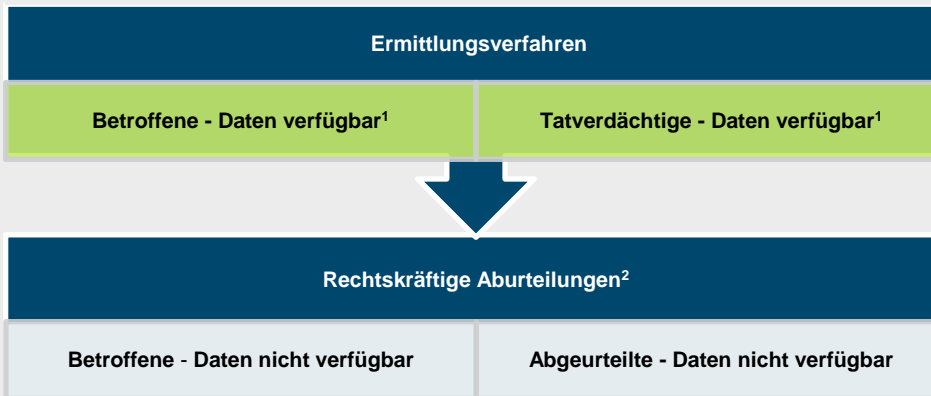 Ermittlungsverfahren
Betroffene - Daten verfügbar¹
Tatverdächtige - Daten verfügbar¹
Rechtskräftige Aburteilungen²
Betroffene - Daten nicht verfügbar
Abgeurteilte - Daten nicht verfügbar